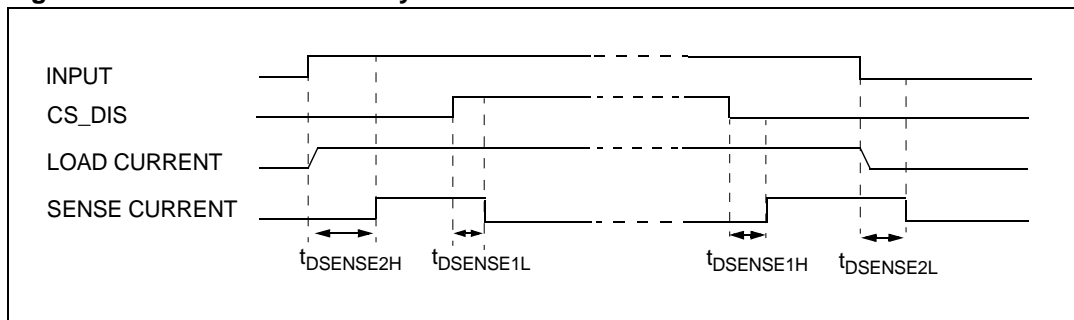 INPUT
CS_DIS
LOAD CURRENT
SENSE CURRENT
tDSENSE2H tDSENSE1L tDSENSE1H tDSENSE2L